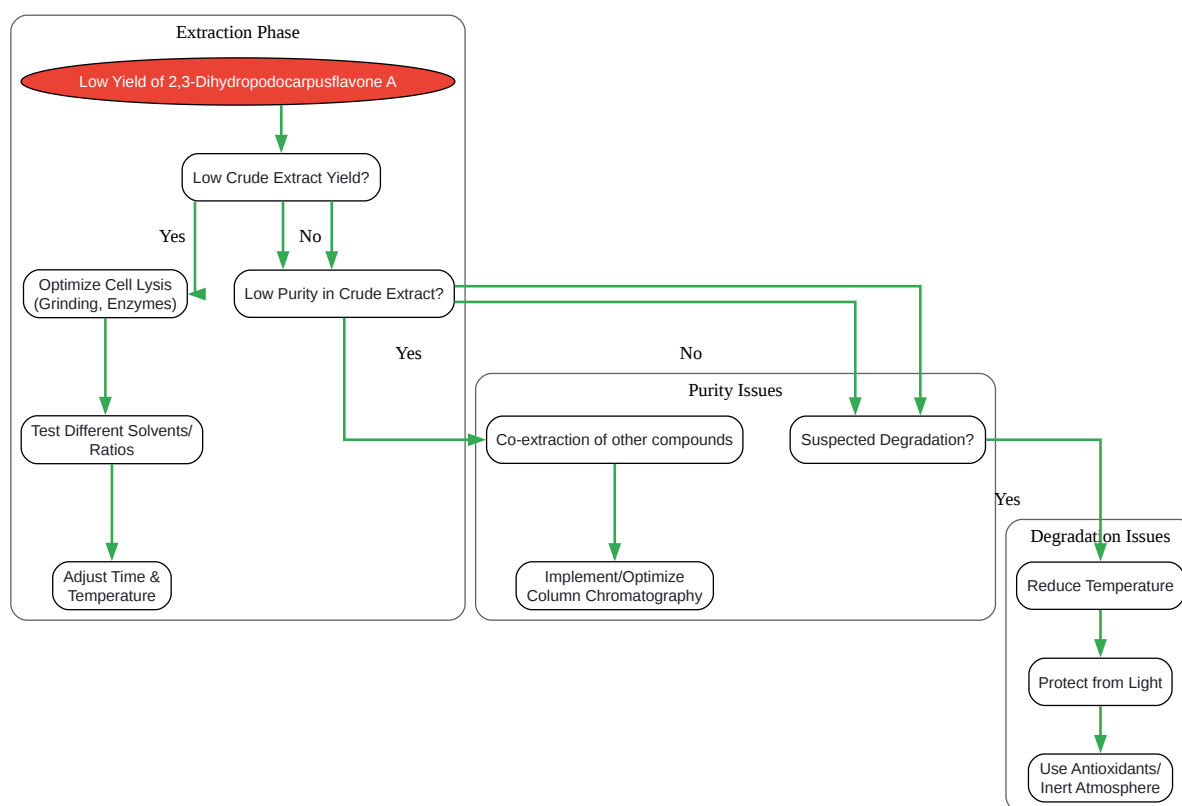 Extraction Phase
Low Yield of 2,3-Dihydropodocarpusflavone A
Low Crude Extract Yield?
Yes
No
Optimize Cell Lysis
(Grinding, Enzymes)
Low Purity in Crude Extract?
Yes
No
Purity Issues
Test Different Solvents/
Ratios
Co-extraction of other compounds
Suspected Degradation?
Yes
Degradation Issues
Adjust Time &
Temperature
Implement/Optimize
Column Chromatography
Reduce Temperature
Protect from Light
Use Antioxidants/
Inert Atmosphere